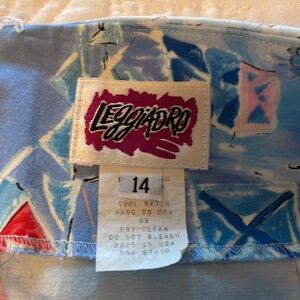 LEGGIADRO
14
COOL WATER
HANG TO DRY
OR
DRY CLEAN
DO NOT BLEACH
MADE IN USA